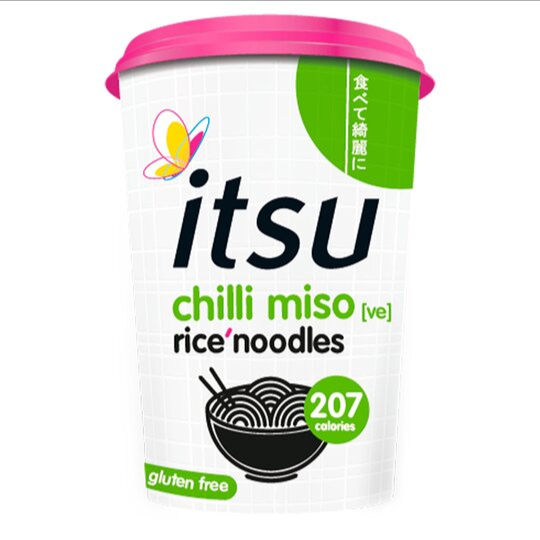 食べて綺麗に
itsu
chilli miso [ve]
rice'noodles
207
calories
gluten free